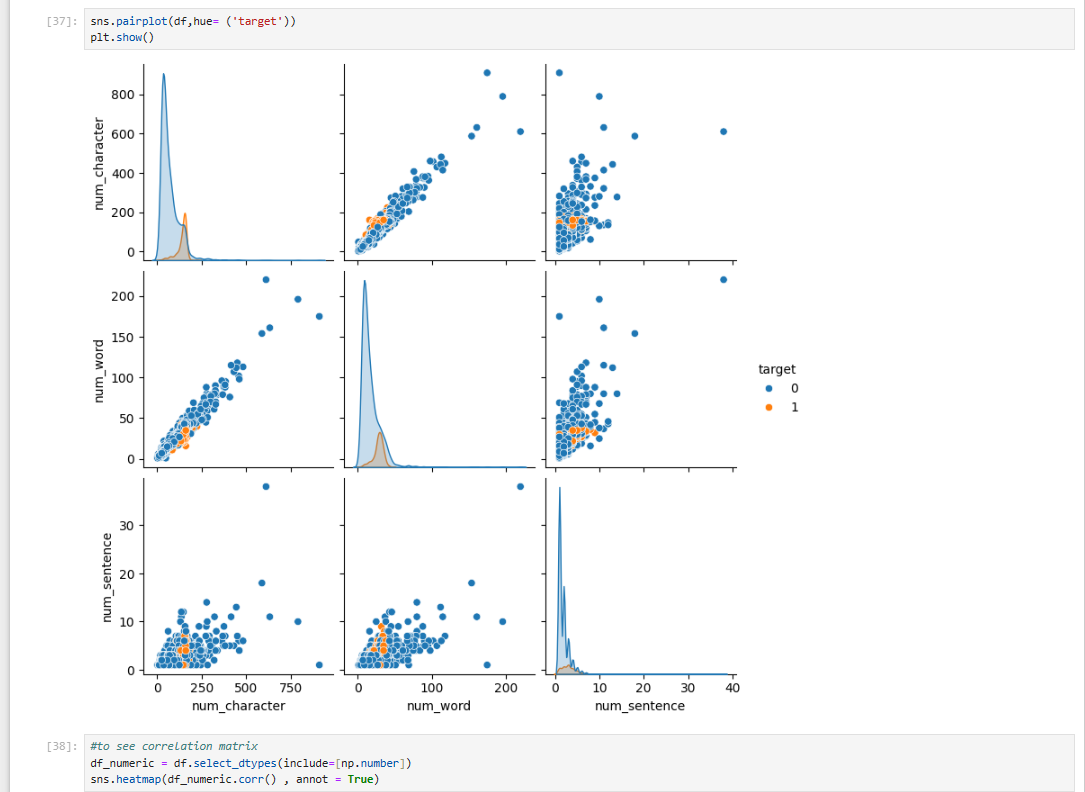 [37]: sns.pairplot(df,hue= ('target'))
plt.show()
num_character
800
600
400
200
0
num_word
200
150
100
50
0
target
0
1
num_sentence
30
20
10
0
0 250 500 750
0 100 200
0 10 20 30 40
num_character
num_word
num_sentence
[38]: #to see correlation matrix
df_numeric = df.select_dtypes(include=[np.number])
sns.heatmap(df_numeric.corr() , annot = True)